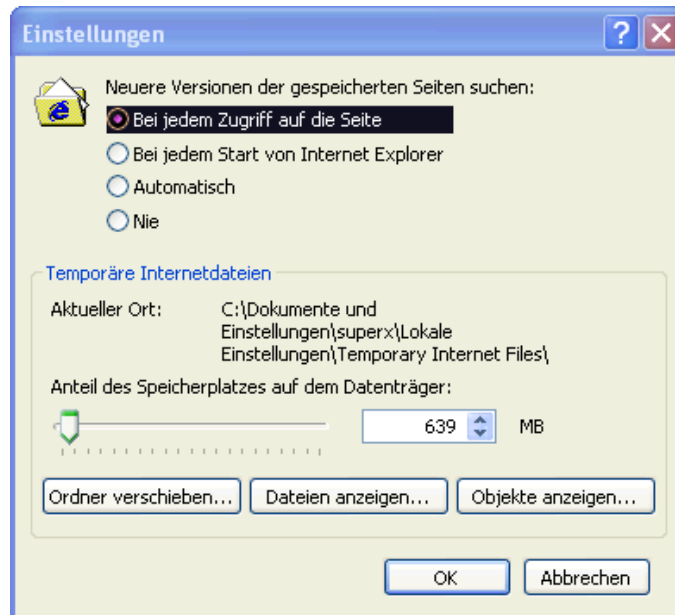 Einstellungen
Neuere Versionen der gespeicherten Seiten suchen:
Bei jedem Zugriff auf die Seite
Bei jedem Start von Internet Explorer
Automatisch
Nie
Temporäre Internetdateien
Aktueller Ort: C:\Dokumente und
Einstellungen\superx\Lokale
Einstellungen\Temporary Internet Files\
Anteil des Speicherplatzes auf dem Datenträger:
639 MB
Ordner verschieben... Dateien anzeigen... Objekte anzeigen...
OK Abbrechen